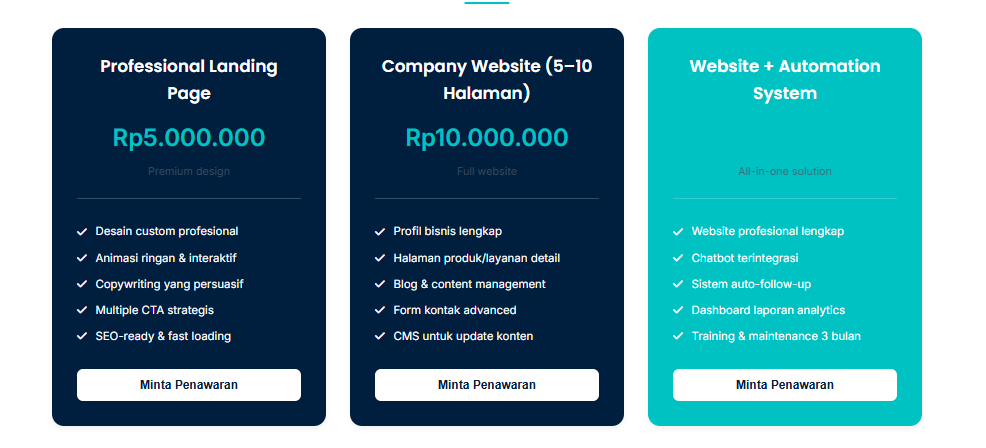 Professional Landing
Page
Rp5.000.000
Premium design
Desain custom profesional
Animasi ringan & interaktif
Copywriting yang persuasif
Multiple CTA strategis
SEO-ready & fast loading
Minta Penawaran
Company Website (5–10
Halaman)
Rp10.000.000
Full website
Profil bisnis lengkap
Halaman produk/layanan detail
Blog & content management
Form kontak advanced
CMS untuk update konten
Minta Penawaran
Website + Automation
System
All-in-one solution
Website profesional lengkap
Chatbot terintegrasi
Sistem auto-follow-up
Dashboard laporan analytics
Training & maintenance 3 bulan
Minta Penawaran